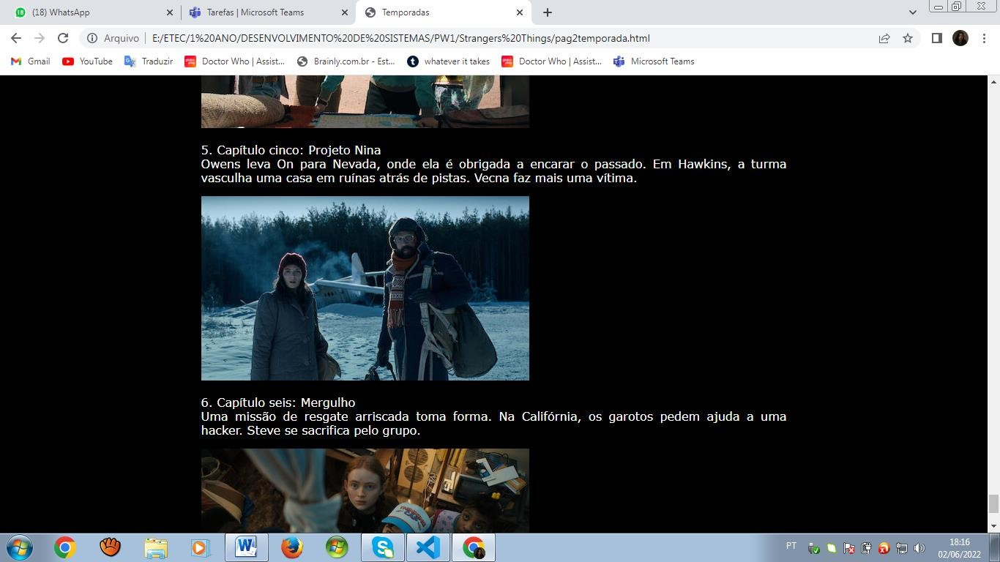 (18) WhatsApp
Tarefas | Microsoft Teams
Temporadas
Arquivo | E:/ETEC/1%20ANO/DESENVOLVIMENTO%20DE%20SISTEMAS/PW1/Strangers%20Things/pag2temporada.html
Gmail YouTube Traduzir Doctor Who | Assist... Brainly.com.br - Est... whatever it takes Doctor Who | Assist... Microsoft Teams
5. Capítulo cinco: Projeto Nina
Owens leva On para Nevada, onde ela é obrigada a encarar o passado. Em Hawkins, a turma
vasculha uma casa em ruínas atrás de pistas. Vecna faz mais uma vítima.
6. Capítulo seis: Mergulho
Uma missão de resgate arriscada toma forma. Na Califórnia, os garotos pedem ajuda a uma
hacker. Steve se sacrifica pelo grupo.
PT
18:16
02/06/2022